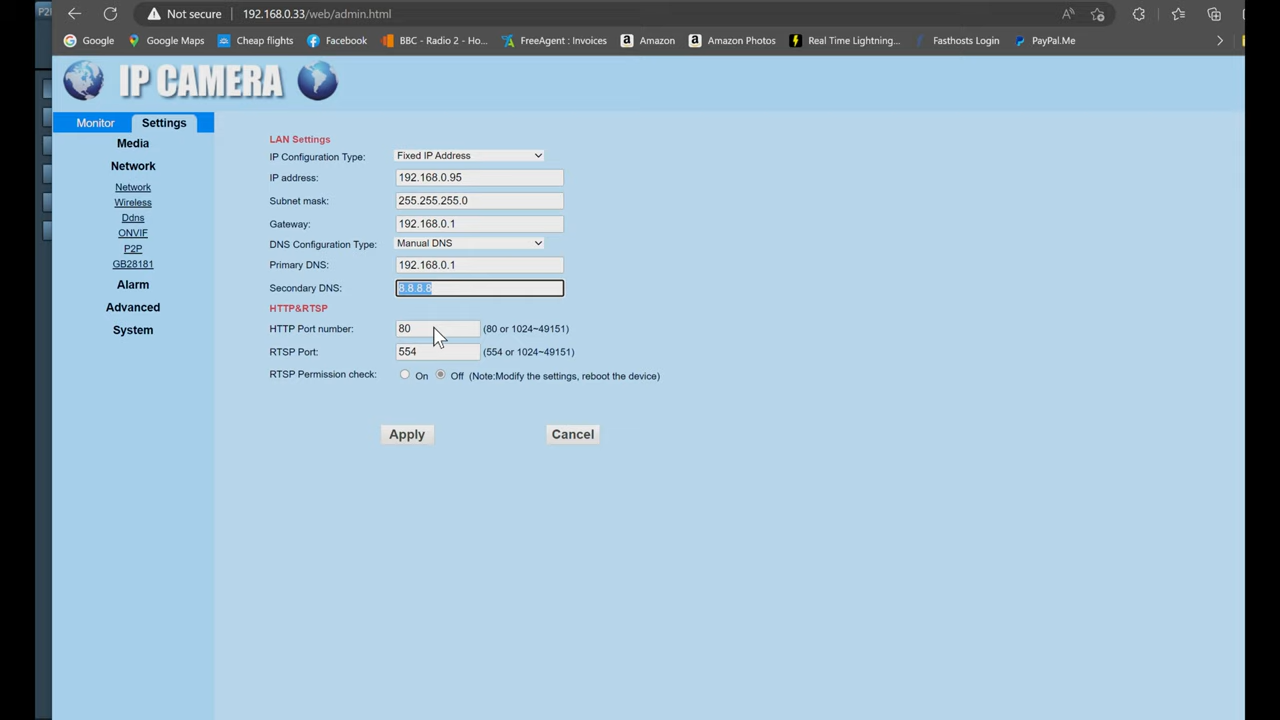 P2
Not secure 192.168.0.33/web/admin.html
Google Google Maps Cheap flights Facebook BBC - Radio 2 - Ho... FreeAgent : Invoices Amazon Amazon Photos Real Time Lightning... Fasthosts Login PayPal.Me
IP CAMERA
Monitor Settings
Media
Network
Network
Wireless
Ddns
ONVIF
P2P
GB28181
Alarm
Advanced
System
LAN Settings
IP Configuration Type: Fixed IP Address
IP address: 192.168.0.95
Subnet mask: 255.255.255.0
Gateway: 192.168.0.1
DNS Configuration Type: Manual DNS
Primary DNS: 192.168.0.1
Secondary DNS: 8.8.8.8
HTTP&RTSP
HTTP Port number: 80 (80 or 1024~49151)
RTSP Port: 554 (554 or 1024~49151)
RTSP Permission check: On Off (Note:Modify the settings, reboot the device)
Apply Cancel